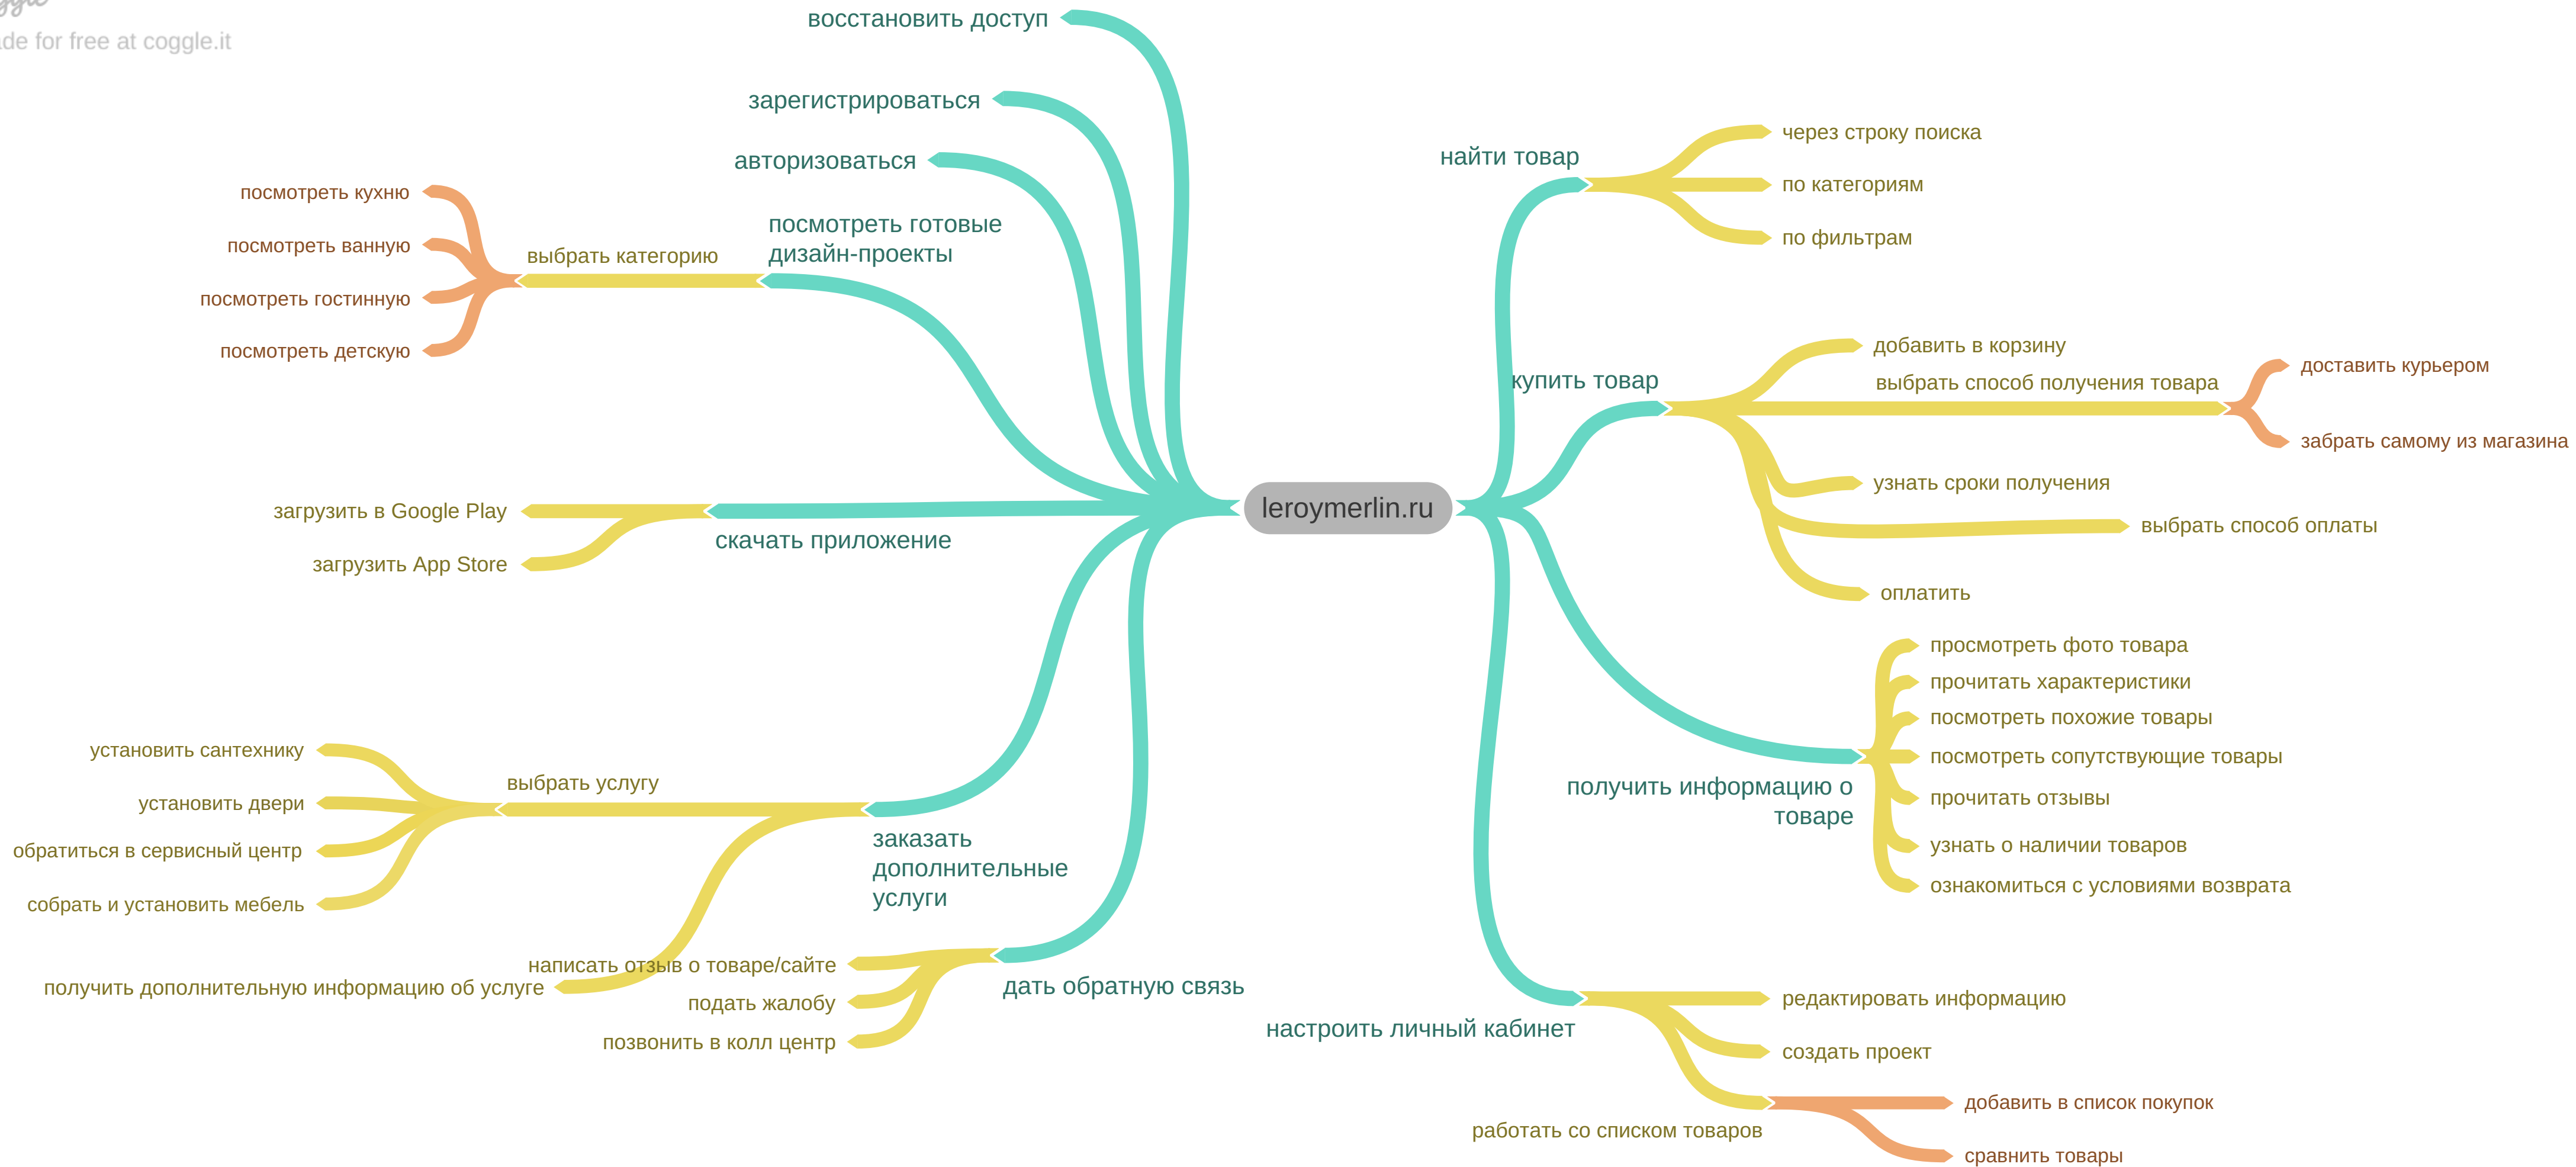 de for free at coggle.it
восстановить доступ
зарегистрироваться
авторизоваться
посмотреть готовые
дизайн-проекты
выбрать категорию
посмотреть кухню
посмотреть ванную
посмотреть гостинную
посмотреть детскую
скачать приложение
загрузить в Google Play
загрузить App Store
заказать
дополнительные
услуги
выбрать услугу
установить сантехнику
установить двери
обратиться в сервисный центр
собрать и установить мебель
получить дополнительную информацию об услуге
дать обратную связь
написать отзыв о товаре/сайте
подать жалобу
позвонить в колл центр
leroymerlin.ru
найти товар
через строку поиска
по категориям
по фильтрам
купить товар
добавить в корзину
выбрать способ получения товара
доставить курьером
забрать самому из магазина
узнать сроки получения
выбрать способ оплаты
оплатить
получить информацию о
товаре
просмотреть фото товара
прочитать характеристики
посмотреть похожие товары
посмотреть сопутствующие товары
прочитать отзывы
узнать о наличии товаров
ознакомиться с условиями возврата
настроить личный кабинет
редактировать информацию
создать проект
работать со списком товаров
добавить в список покупок
сравнить товары